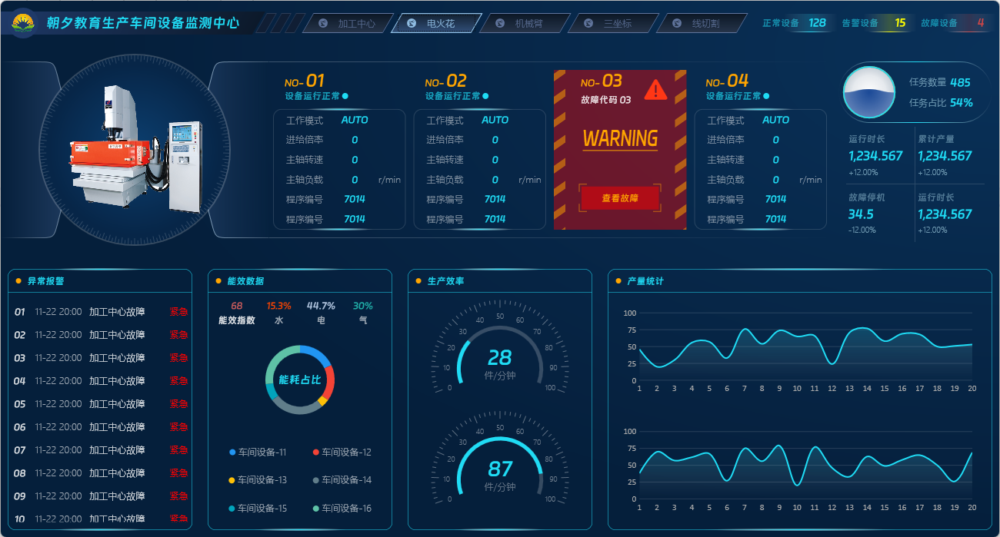 朝夕教育生产车间设备监测中心
加工中心 电火花 机械臂 三坐标 线切割
正常设备 128 告警设备 15 故障设备 4
NO- 01
设备运行正常
工作模式 AUTO
进给倍率 0
主轴转速 0
主轴负载 0 r/min
程序编号 7014
程序编号 7014
NO- 02
设备运行正常
工作模式 AUTO
进给倍率 0
主轴转速 0
主轴负载 0 r/min
程序编号 7014
程序编号 7014
NO- 03
故障代码 03
WARNING
查看故障
NO- 04
设备运行正常
工作模式 AUTO
进给倍率 0
主轴转速 0
主轴负载 0 r/min
程序编号 7014
程序编号 7014
任务数量 485
任务占比 54%
运行时长
1,234.567
+12.00%
累计产量
1,234.567
+12.00%
故障停机
34.5
-12.00%
运行时长
1,234.567
+12.00%
异常报警
01 11-22 20:00 加工中心故障 紧急
02 11-22 20:00 加工中心故障 紧急
03 11-22 20:00 加工中心故障 紧急
04 11-22 20:00 加工中心故障 紧急
05 11-22 20:00 加工中心故障 紧急
06 11-22 20:00 加工中心故障 紧急
07 11-22 20:00 加工中心故障 紧急
08 11-22 20:00 加工中心故障 紧急
09 11-22 20:00 加工中心故障 紧急
10 11-22 20:00 加工中心故障 紧急
能效数据
68 15.3% 44.7% 30%
能效指数 水 电 气
能耗占比
车间设备-11 车间设备-12
车间设备-13 车间设备-14
车间设备-15 车间设备-16
生产效率
0 10 20 30 40 50 60 70 80 90 100
28
件/分钟
0 10 20 30 40 50 60 70 80 90 100
87
件/分钟
产量统计
100
75
50
25
0
1 2 3 4 5 6 7 8 9 10 11 12 13 14 15 16 17 18 19 20
100
75
50
25
0
1 2 3 4 5 6 7 8 9 10 11 12 13 14 15 16 17 18 19 20